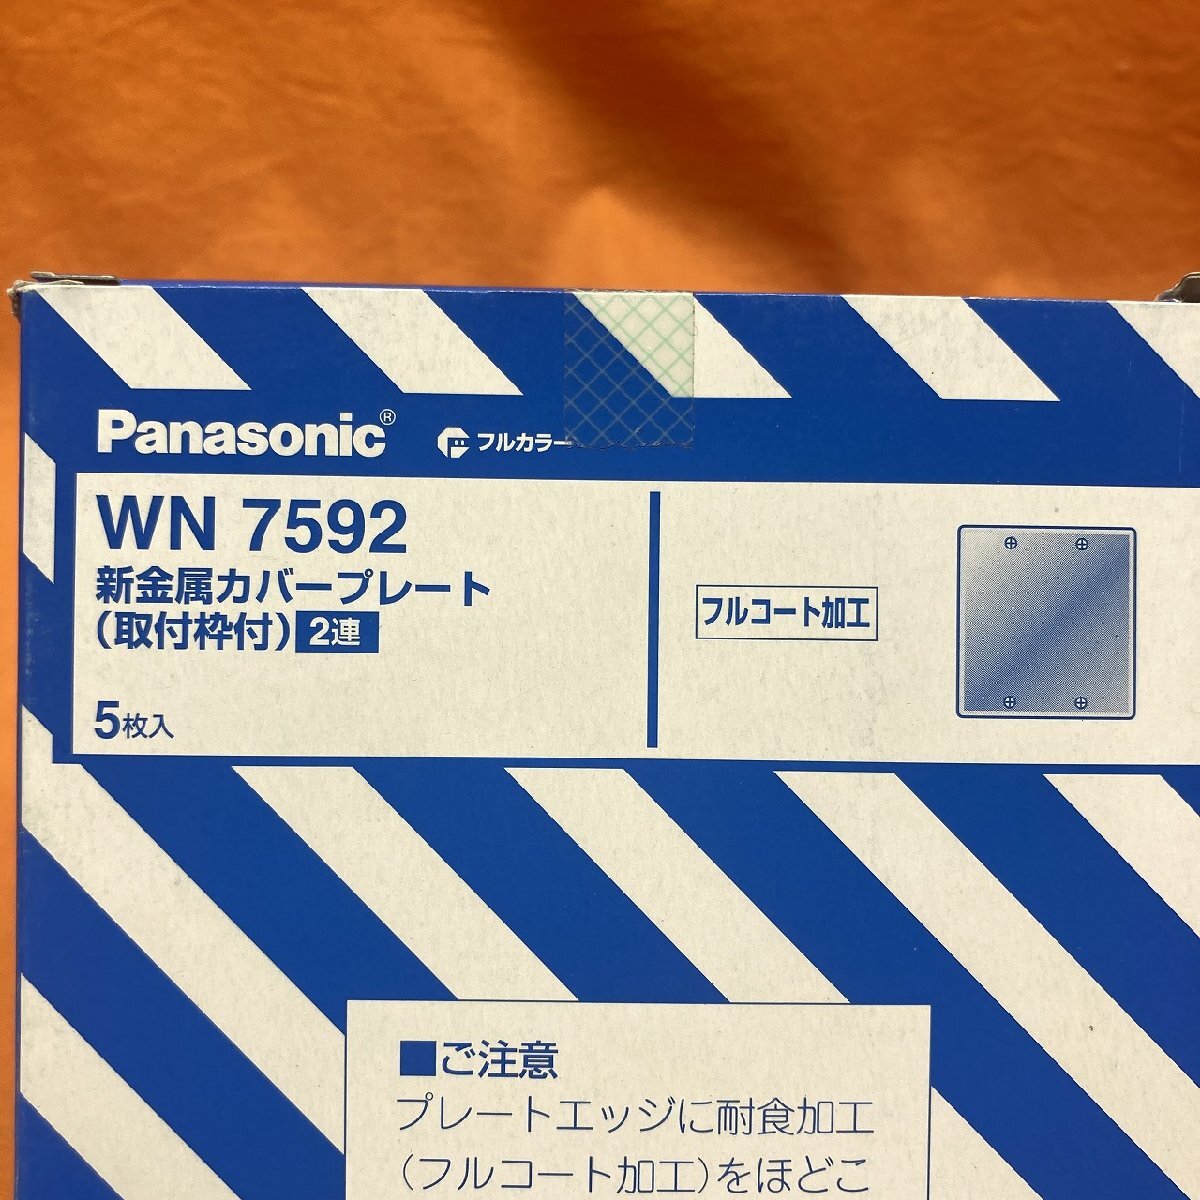 Panasonic® フルカラー
WN 7592
新金属カバープレート
(取付枠付) 2連
5枚入
フルコート加工
■ご注意
プレートエッジに耐食加工
(フルコート加工)をほどこ